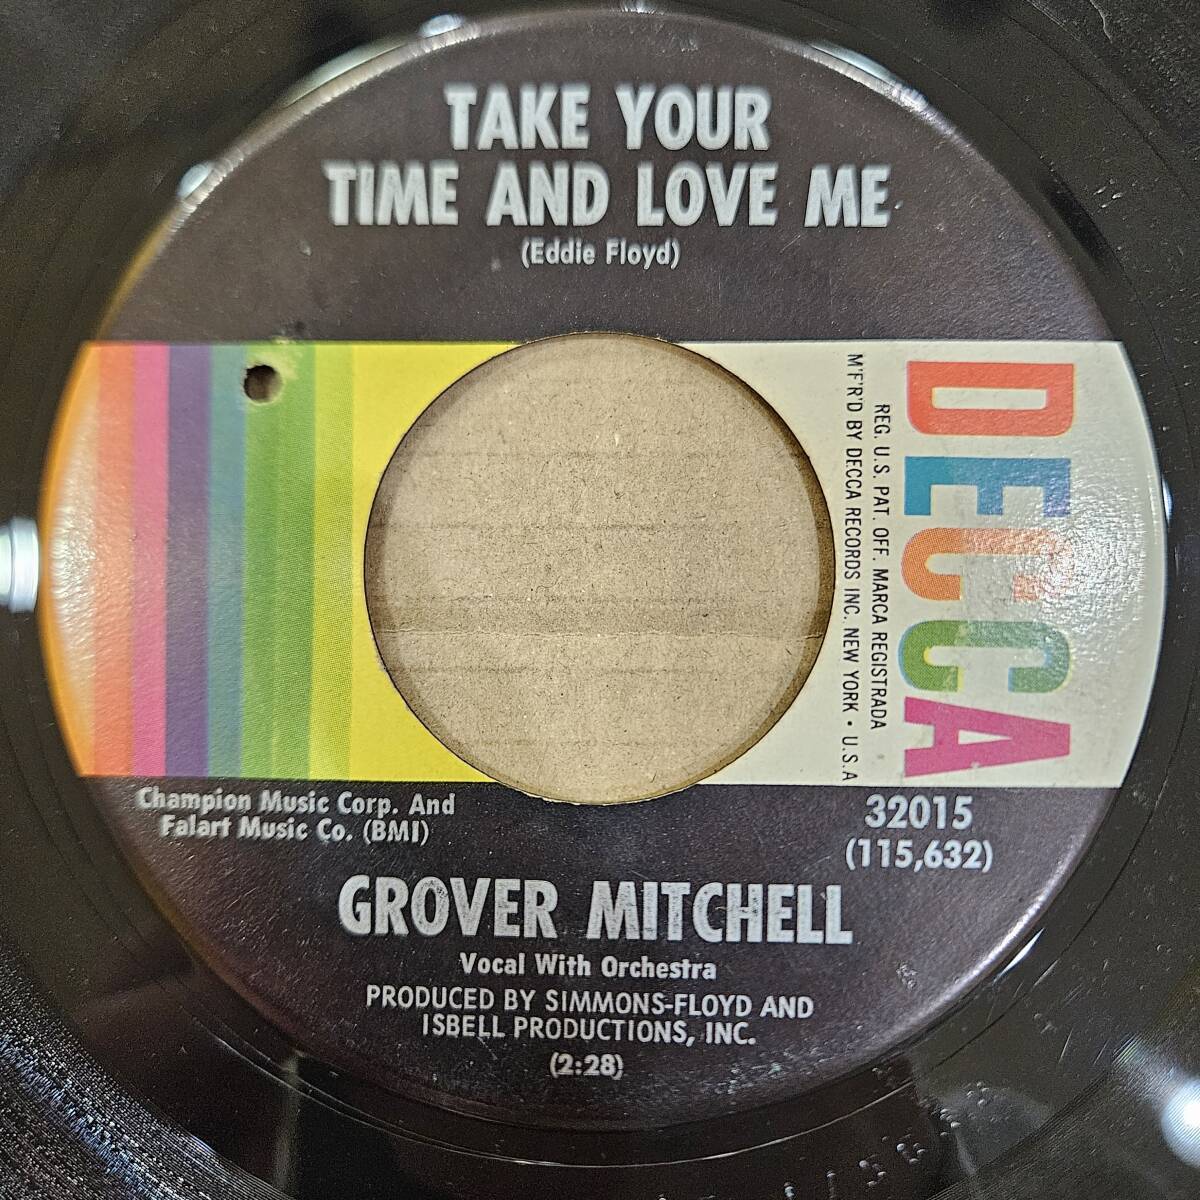 TAKE YOUR
TIME AND LOVE ME
(Eddie Floyd)
DECCA
REG. U.S. PAT. OFF. MARCA REGISTRADA
M'F'R'D BY DECCA RECORDS INC. NEW YORK • U.S.A
Champion Music Corp. And
Falart Music Co. (BMI)
32015
(115,632)
GROVER MITCHELL
Vocal With Orchestra
PRODUCED BY SIMMONS-FLOYD AND
ISBELL PRODUCTIONS, INC.
(2:28)